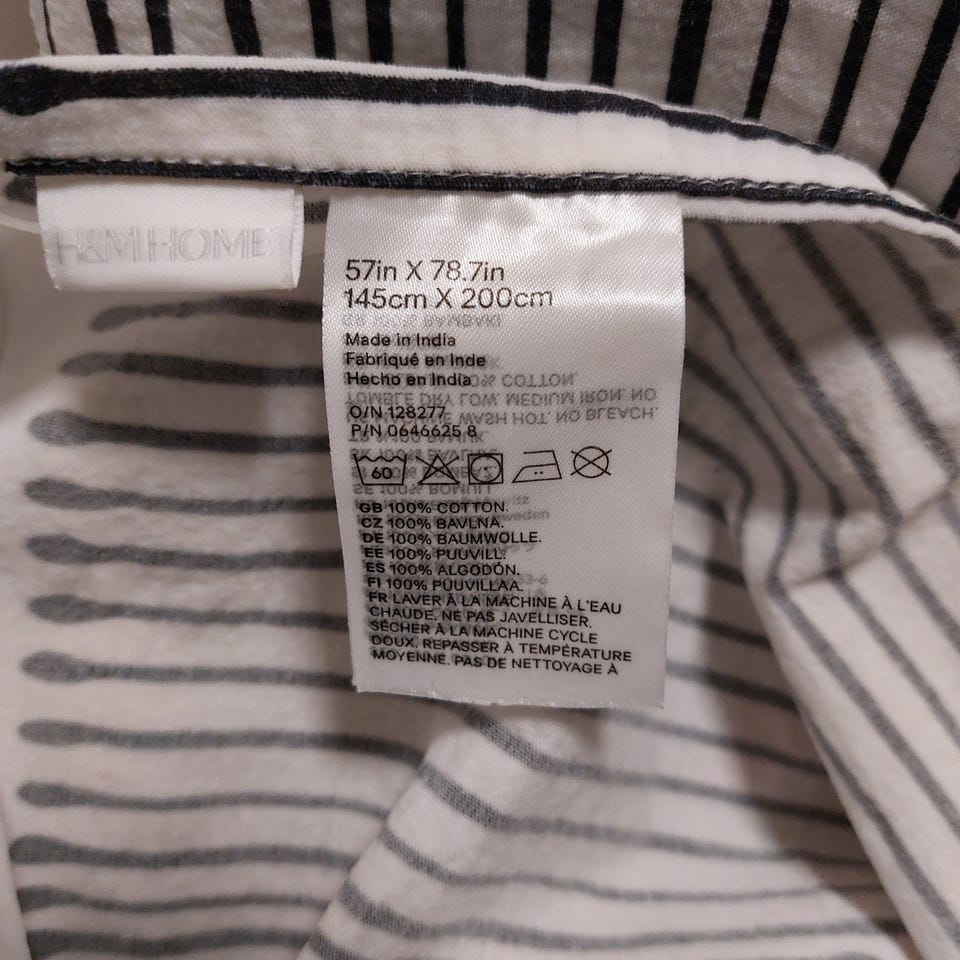 H&M HOME
57in X 78.7in
145cm X 200cm
Made in India
Fabriqué en Inde
Hecho en India
O/N 128277
P/N 0646625 8
60
GB 100% COTTON.
CZ 100% BAVLNA.
DE 100% BAUMWOLLE.
EE 100% PUUVILL.
ES 100% ALGODÓN.
FI 100% PUUVILLAA.
FR LAVER À LA MACHINE À L'EAU
CHAUDE. NE PAS JAVELLISER.
SÉCHER À LA MACHINE CYCLE
DOUX. REPASSER À TEMPÉRATURE
MOYENNE. PAS DE NETTOYAGE À